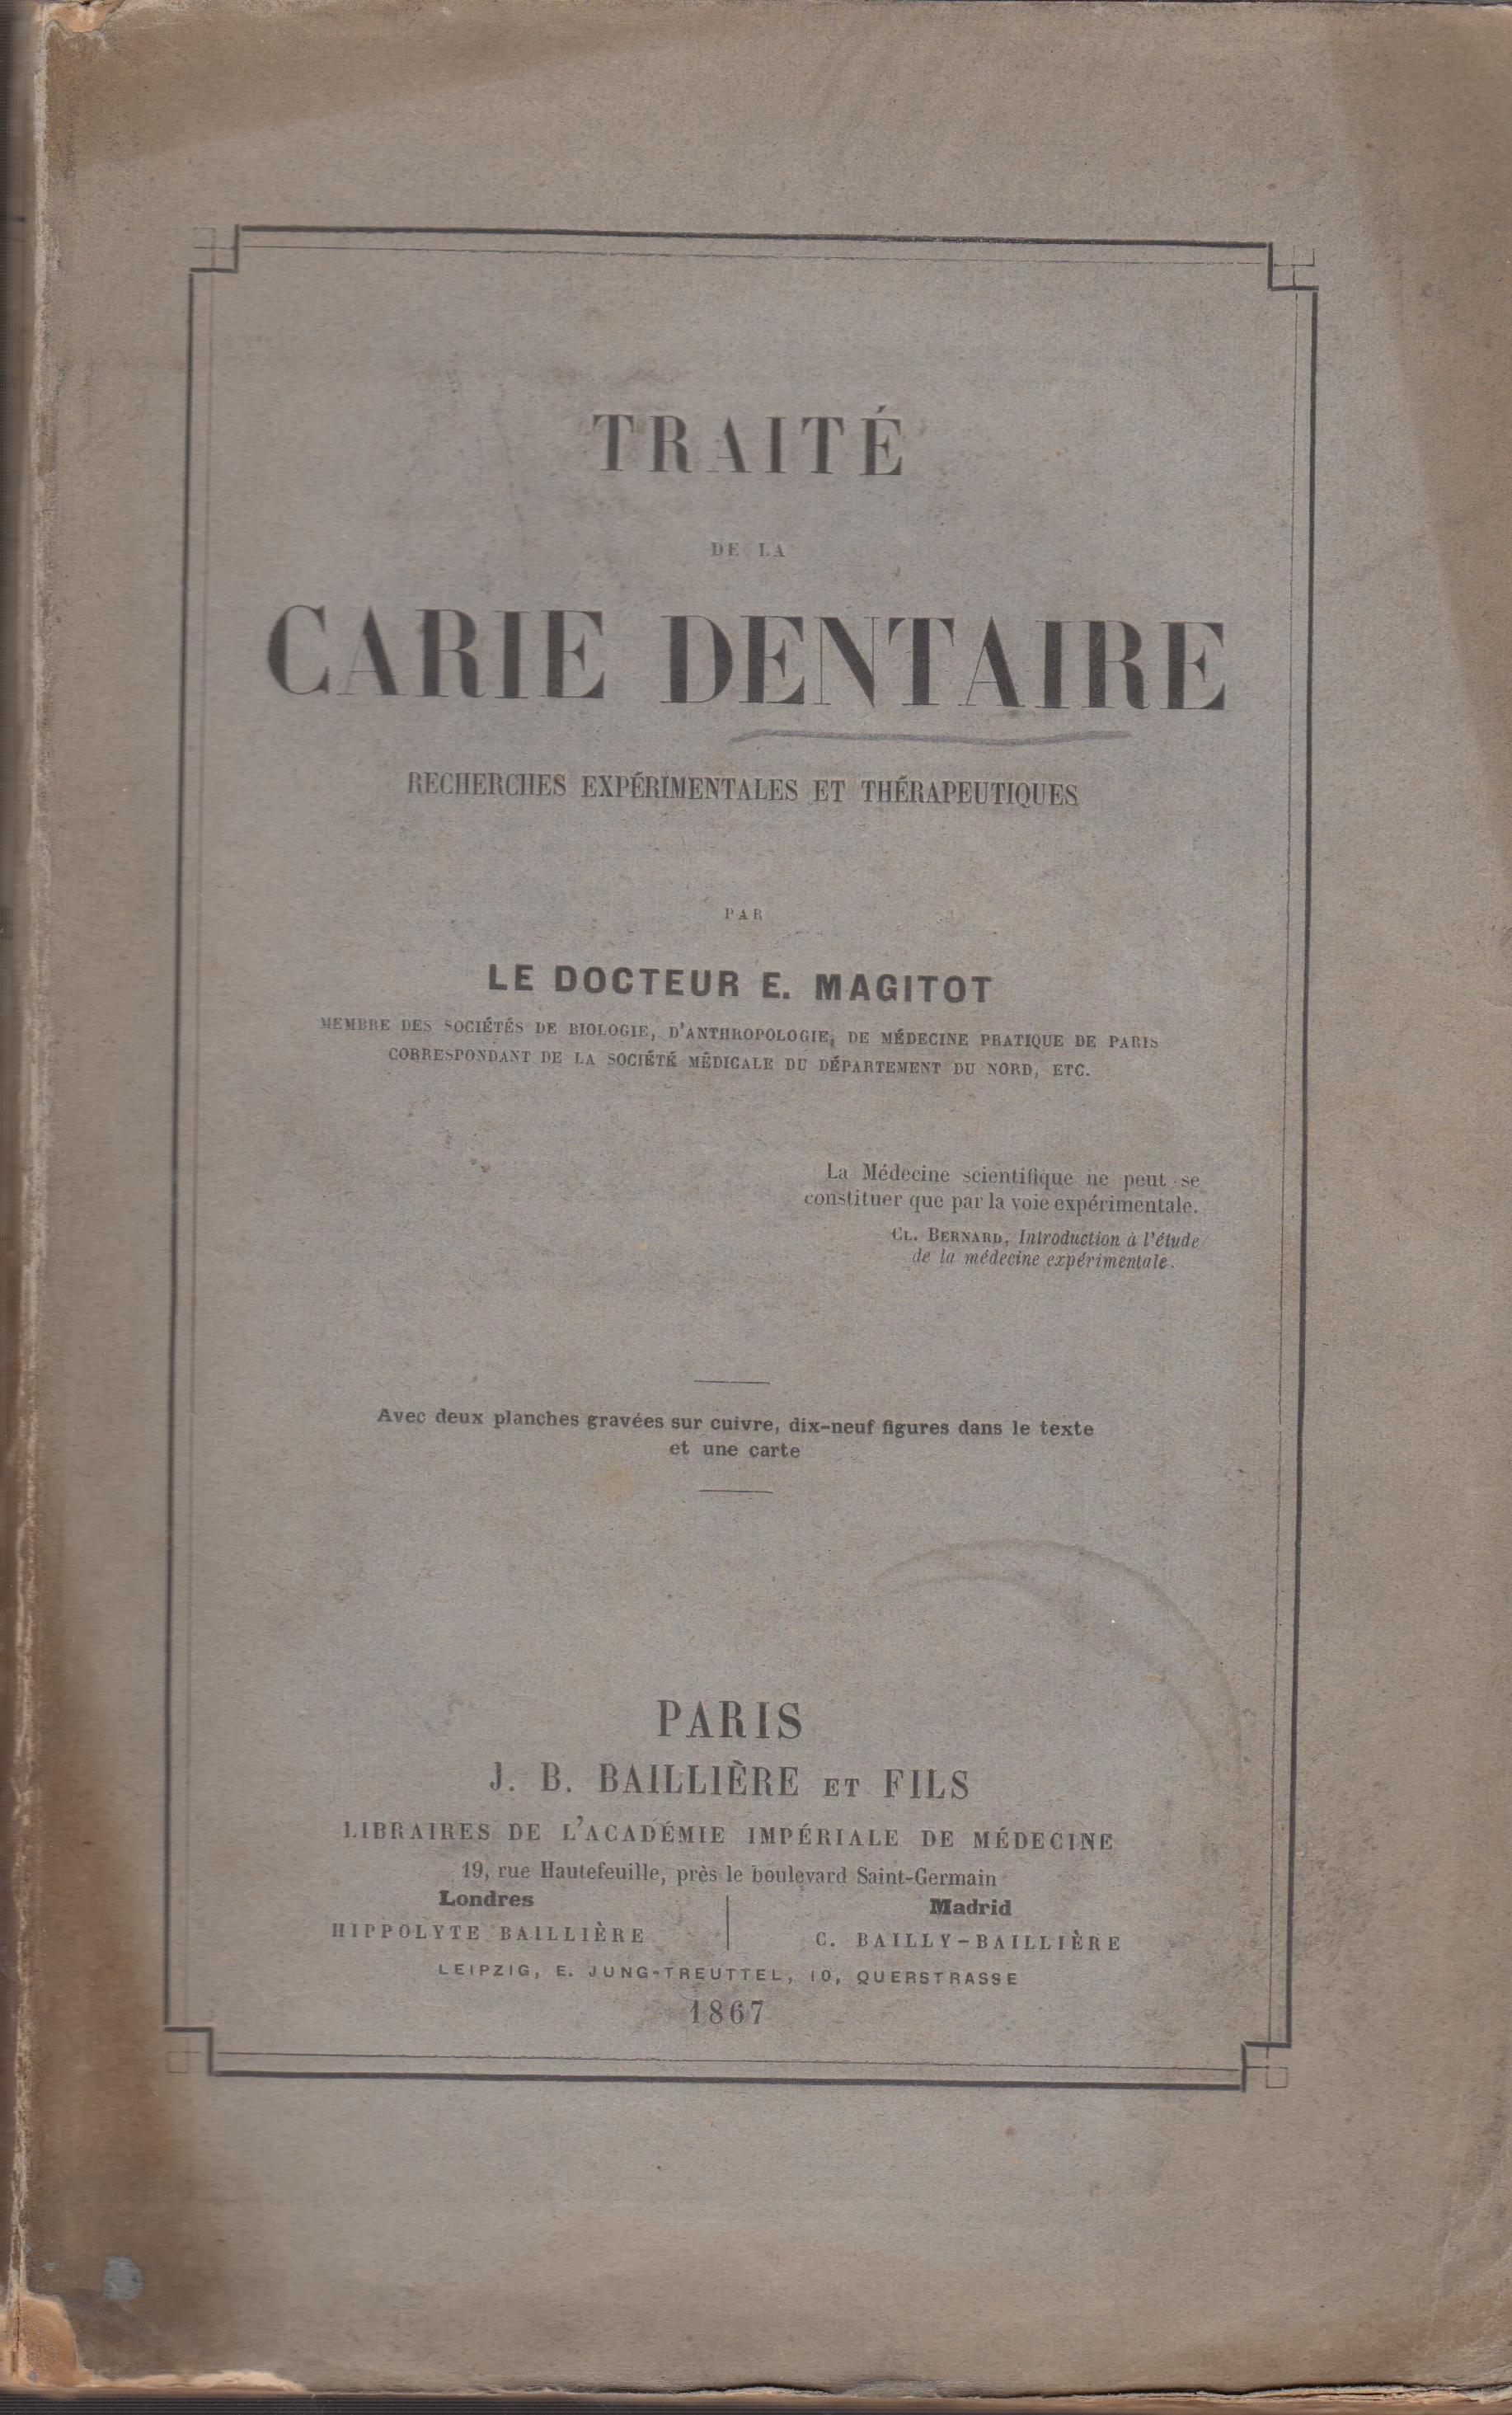 TRAITÉ
DE LA
CARIE DENTAIRE
RECHERCHES EXPÉRIMENTALES ET THÉRAPEUTIQUES
PAR
LE DOCTEUR E. MAGITOT
MEMBRE DES SOCIÉTÉS DE BIOLOGIE, D'ANTHROPOLOGIE, DE MÉDECINE PRATIQUE DE PARIS
CORRESPONDANT DE LA SOCIÉTÉ MÉDICALE DU DÉPARTEMENT DU NORD, ETC.
La Médecine scientifique ne peut se
constituer que par la voie expérimentale.
CL. BERNARD, Introduction à l'étude
de la médecine expérimentale.
Avec deux planches gravées sur cuivre, dix-neuf figures dans le texte
et une carte
PARIS
J. B. BAILLIÈRE ET FILS
LIBRAIRES DE L'ACADÉMIE IMPÉRIALE DE MÉDECINE
19, rue Hautefeuille, près le boulevard Saint-Germain
Londres
HIPPOLYTE BAILLIÈRE
Madrid
C. BAILLY-BAILLIÈRE
LEIPZIG, E. JUNG-TREUTTEL, 10, QUERSTRASSE
1867